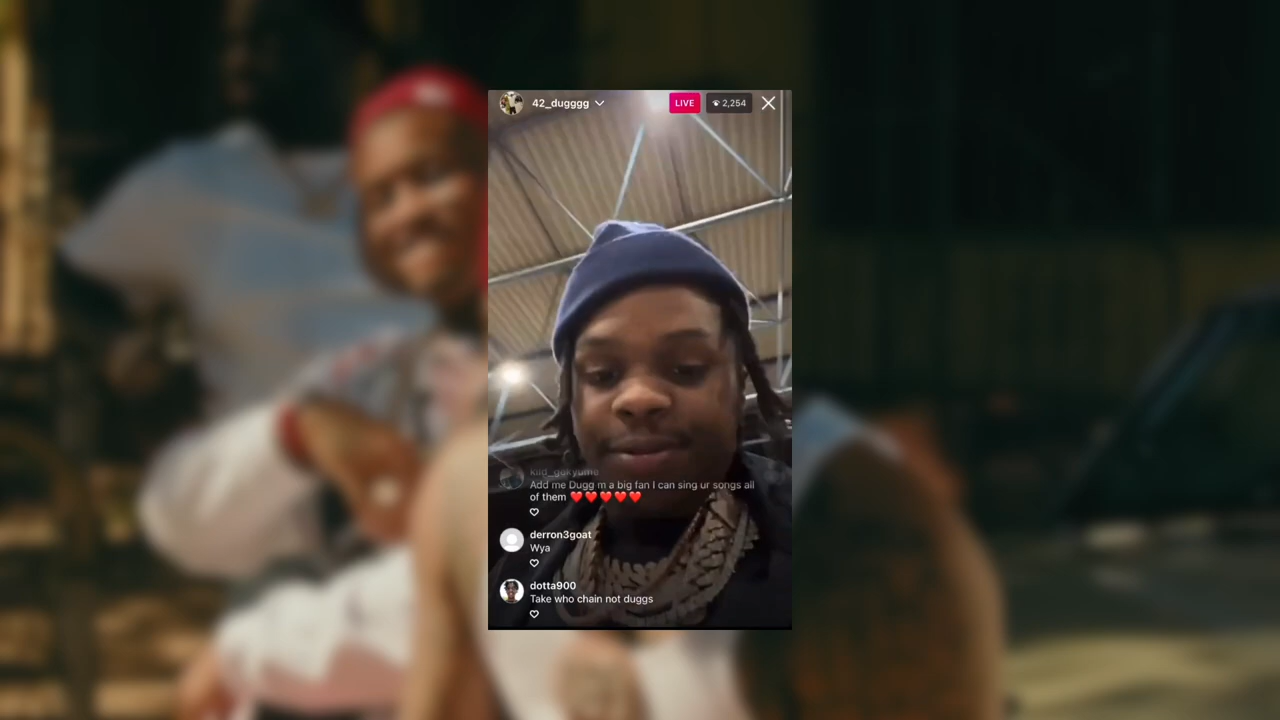 42_dugggg
LIVE
2,254
kiid_gukyume
Add me Dugg m a big fan I can sing ur songs all
of them ❤️❤️❤️❤️❤️
derron3goat
Wya
dotta900
Take who chain not duggs